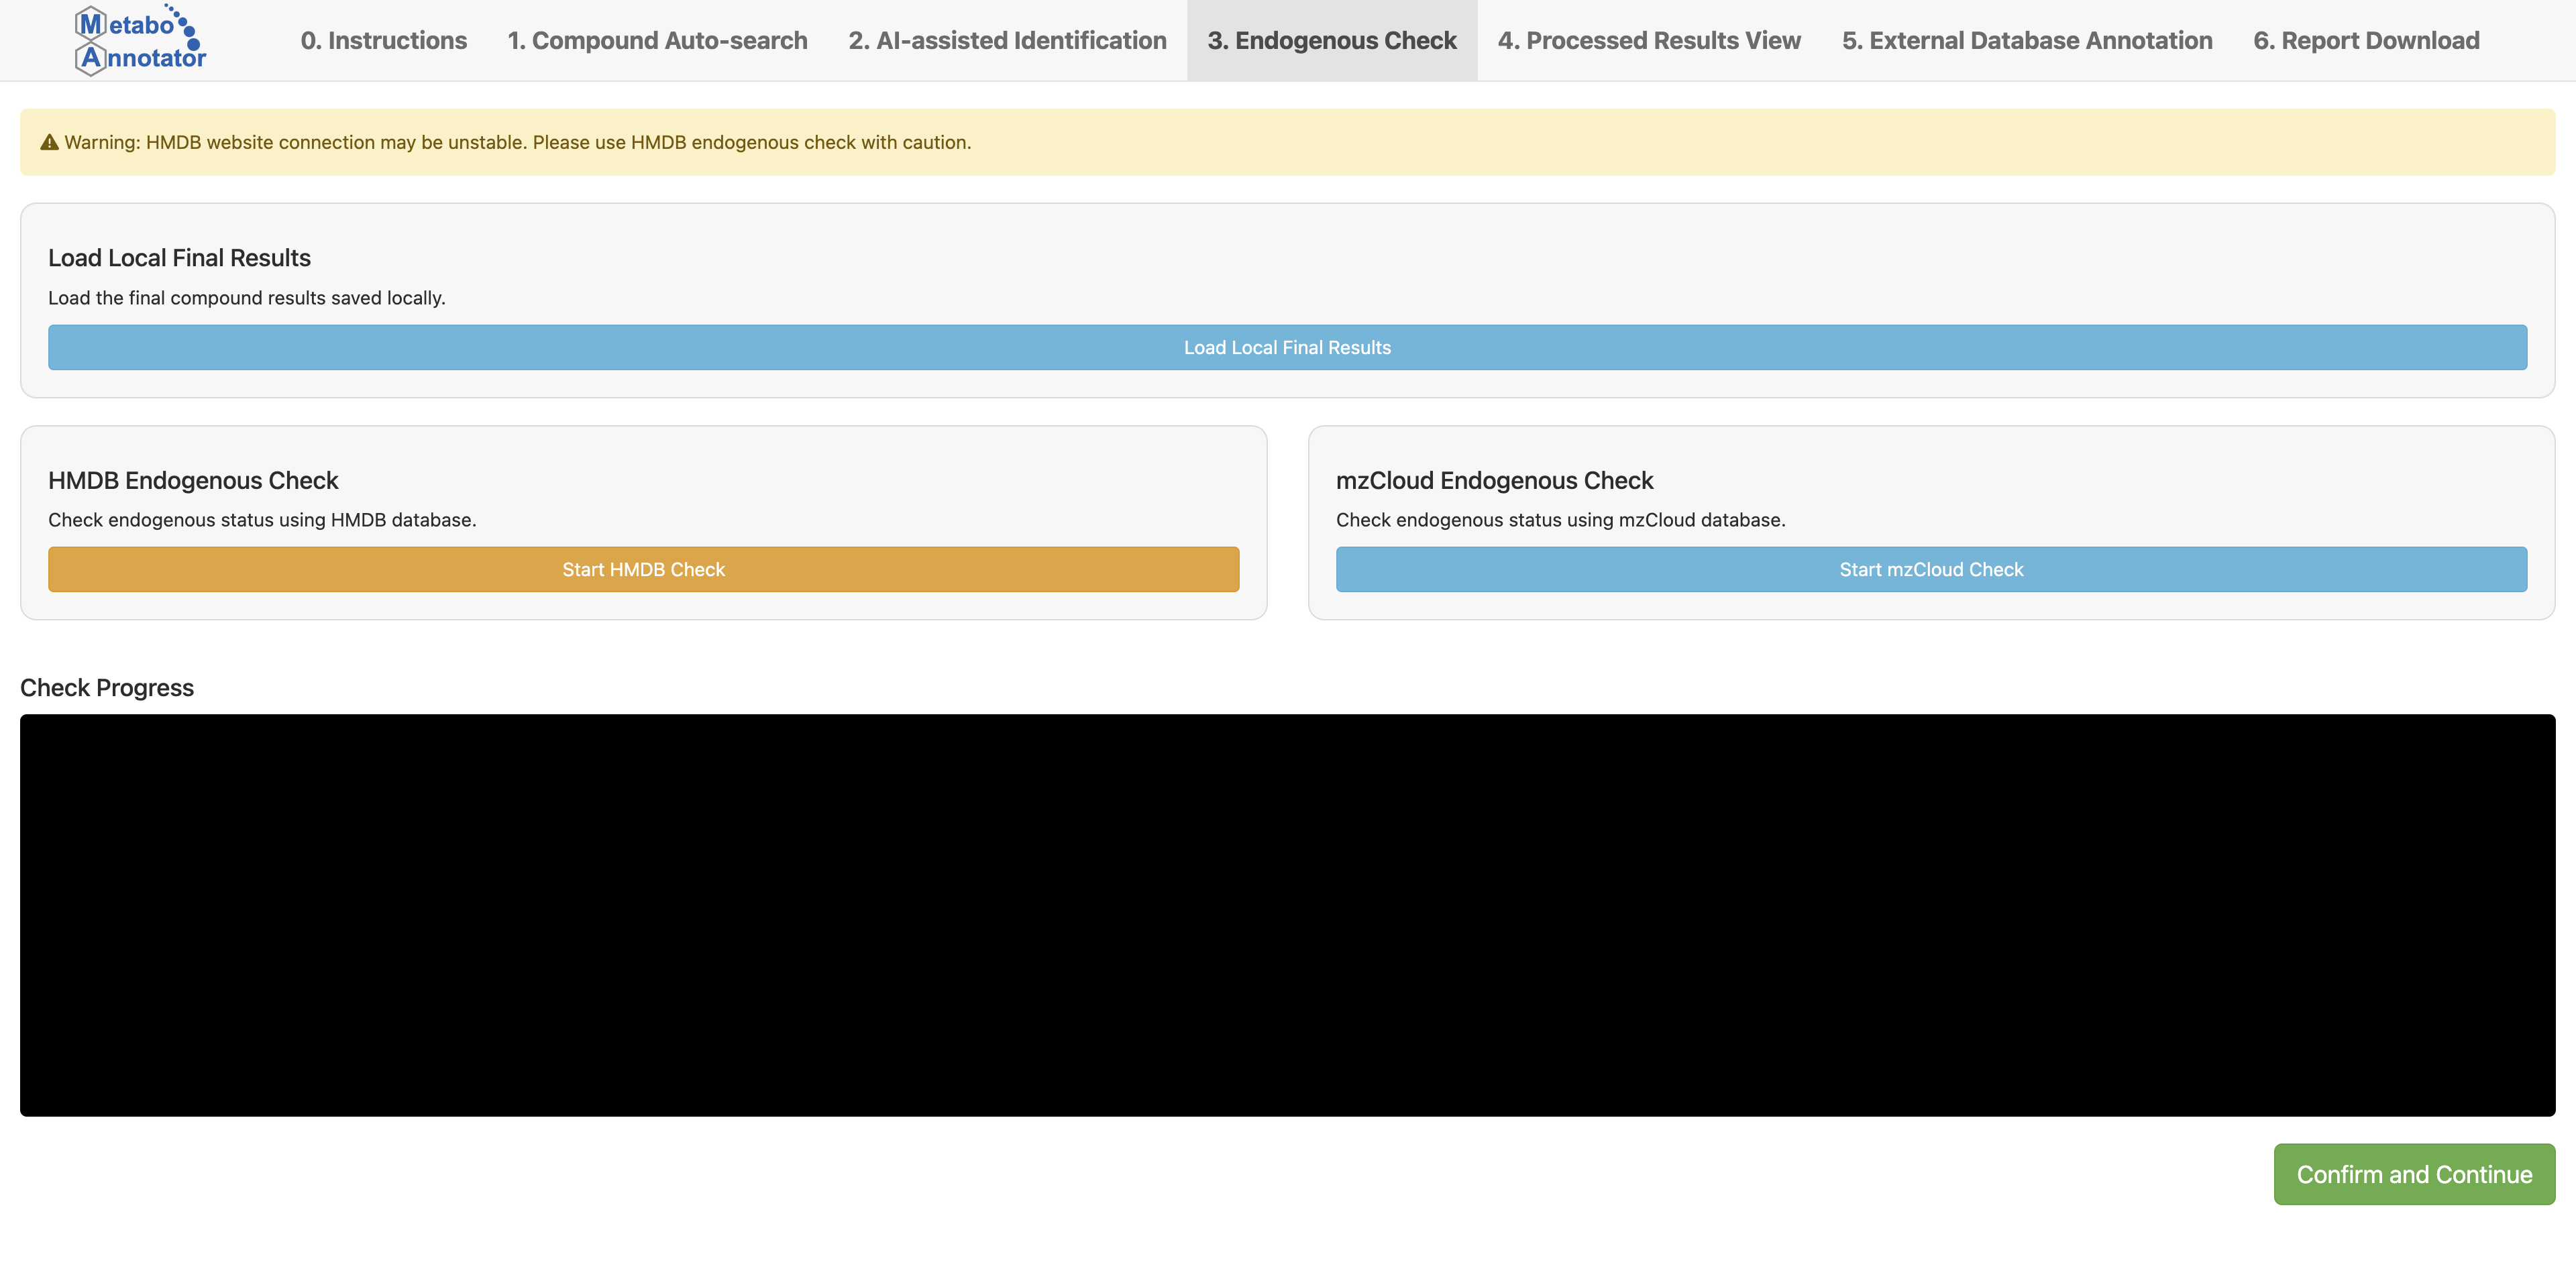 Metabo
Annotator
0. Instructions
1. Compound Auto-search
2. AI-assisted Identification
3. Endogenous Check
4. Processed Results View
5. External Database Annotation
6. Report Download
Warning: HMDB website connection may be unstable. Please use HMDB endogenous check with caution.
Load Local Final Results
Load the final compound results saved locally.
Load Local Final Results
HMDB Endogenous Check
Check endogenous status using HMDB database.
Start HMDB Check
mzCloud Endogenous Check
Check endogenous status using mzCloud database.
Start mzCloud Check
Check Progress
Confirm and Continue